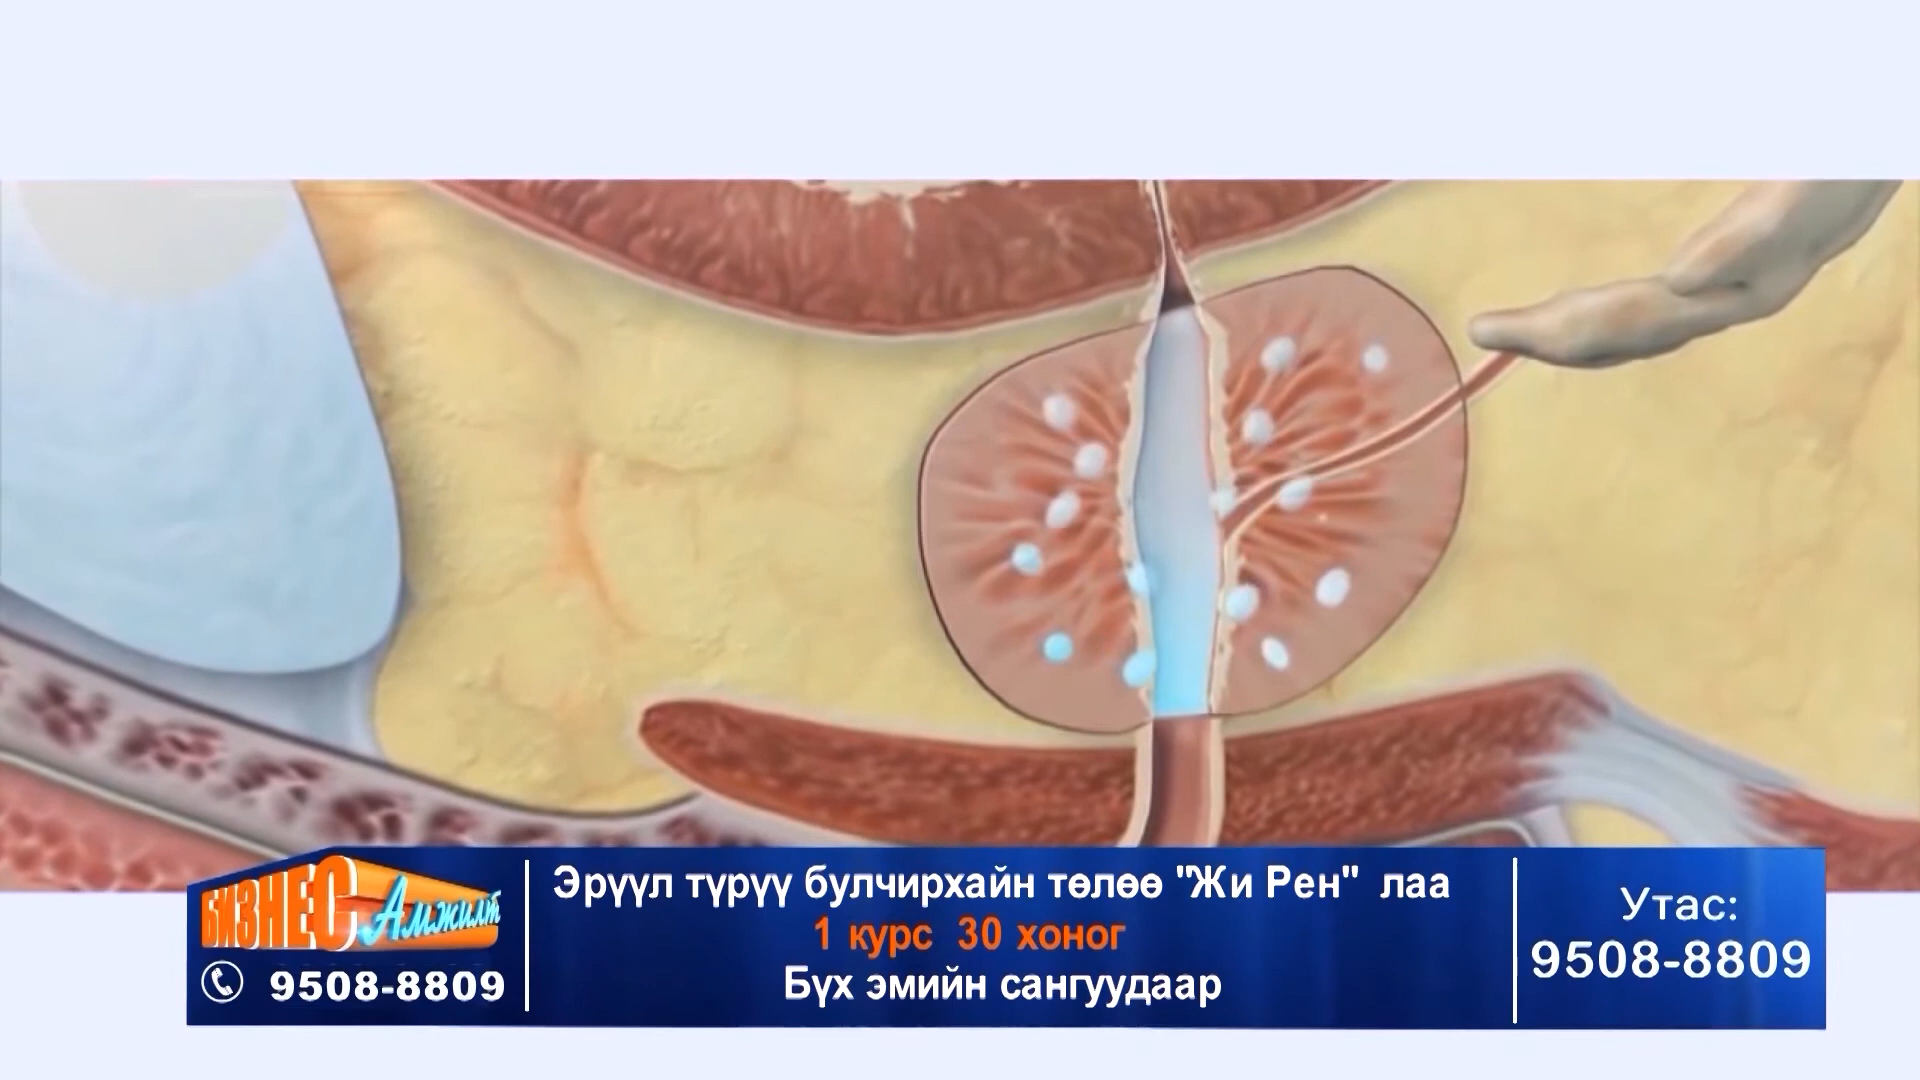 БИЗНЕС Амжилт
9508-8809
Эрүүл түрүү булчирхайн төлөө "Жи Рен" лаа
1 курс 30 хоног
Бүх эмийн сангуудаар
Утас:
9508-8809